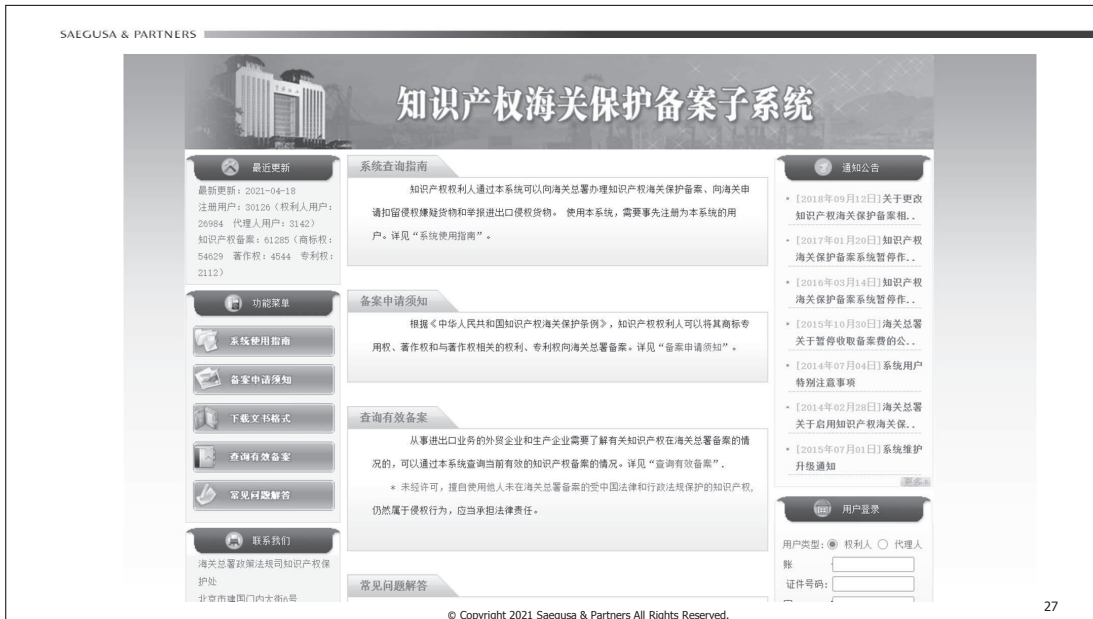 SAEGUSA & PARTNERS
知识产权海关保护备案子系统
最近更新
最新更新：2021-04-18
注册用户：30126（权利人用户：
26984 代理人用户：3142）
知识产权备案：61285（商标权：
54629 著作权：4544 专利权：
2112）
功能菜单
系统使用指南
备案申请须知
下载文书格式
查询有效备案
常见问题解答
联系我们
海关总署政策法规司知识产权保
护处
北京市建国门内大街6号
系统查询指南
知识产权权利人通过本系统可以向海关总署办理知识产权海关保护备案、向海关申
请扣留侵权嫌疑货物和举报进出口侵权货物。 使用本系统，需要事先注册为本系统的用
户。详见“系统使用指南”。
备案申请须知
根据《中华人民共和国知识产权海关保护条例》，知识产权权利人可以将其商标专
用权、著作权和与著作权相关的权利、专利权向海关总署备案。详见“备案申请须知”。
查询有效备案
从事进出口业务的外贸企业和生产企业需要了解有关知识产权在海关总署备案的情
况的，可以通过本系统查询当前有效的知识产权备案的情况。详见“查询有效备案”.
* 未经许可，擅自使用他人未在海关总署备案的受中国法律和行政法规保护的知识产权,
仍然属于侵权行为，应当承担法律责任。
常见问题解答
通知公告
• [2018年09月12日]关于更改
知识产权海关保护备案相..
• [2017年01月20日]知识产权
海关保护备案系统暂停作..
• [2016年03月14日]知识产权
海关保护备案系统暂停作..
• [2015年10月30日]海关总署
关于暂停收取备案费的公..
• [2014年07月04日]系统用户
特别注意事项
• [2014年02月28日]海关总署
关于启用知识产权海关保..
• [2015年07月01日]系统维护
升级通知
更多
用户登录
用户类型: 权利人 代理人
账
证件号码:
© Copyright 2021 Saegusa & Partners All Rights Reserved.
27